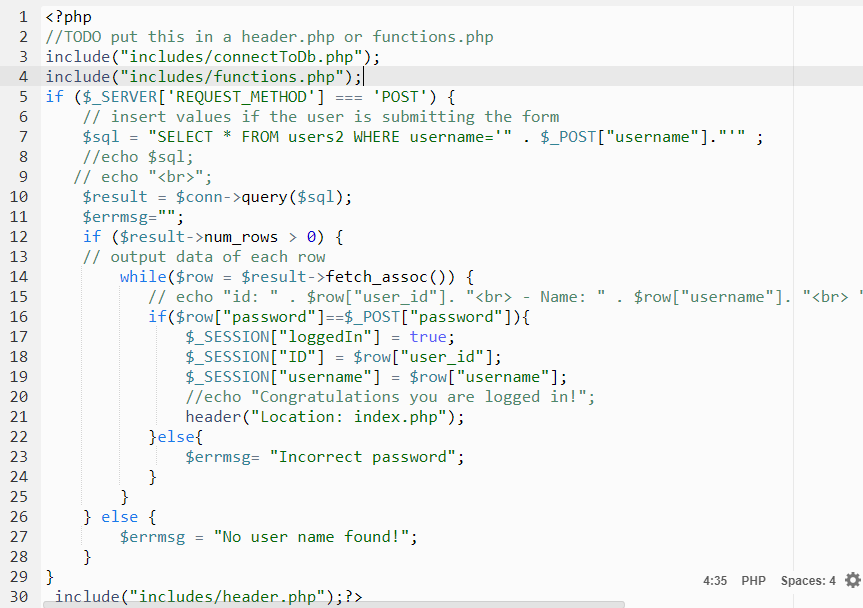 1 <?php
2 //TODO put this in a header.php or functions.php
3 include("includes/connectToDb.php");
4 include("includes/functions.php");
5 if ($_SERVER['REQUEST_METHOD'] === 'POST') {
6     // insert values if the user is submitting the form
7     $sql = "SELECT * FROM users2 WHERE username='" . $_POST["username"]."'" ;
8     //echo $sql;
9    // echo "<br>";
10     $result = $conn->query($sql);
11     $errmsg="";
12     if ($result->num_rows > 0) {
13     // output data of each row
14         while($row = $result->fetch_assoc()) {
15            // echo "id: " . $row["user_id"]. "<br> - Name: " . $row["username"]. "<br> "
16            if($row["password"]==$_POST["password"]){
17                $_SESSION["loggedIn"] = true;
18                $_SESSION["ID"] = $row["user_id"];
19                $_SESSION["username"] = $row["username"];
20                //echo "Congratulations you are logged in!";
21                header("Location: index.php");
22            }else{
23                $errmsg= "Incorrect password";
24            }
25         }
26     } else {
27         $errmsg = "No user name found!";
28     }
29 }
30  include("includes/header.php");?>
4:35 PHP Spaces: 4